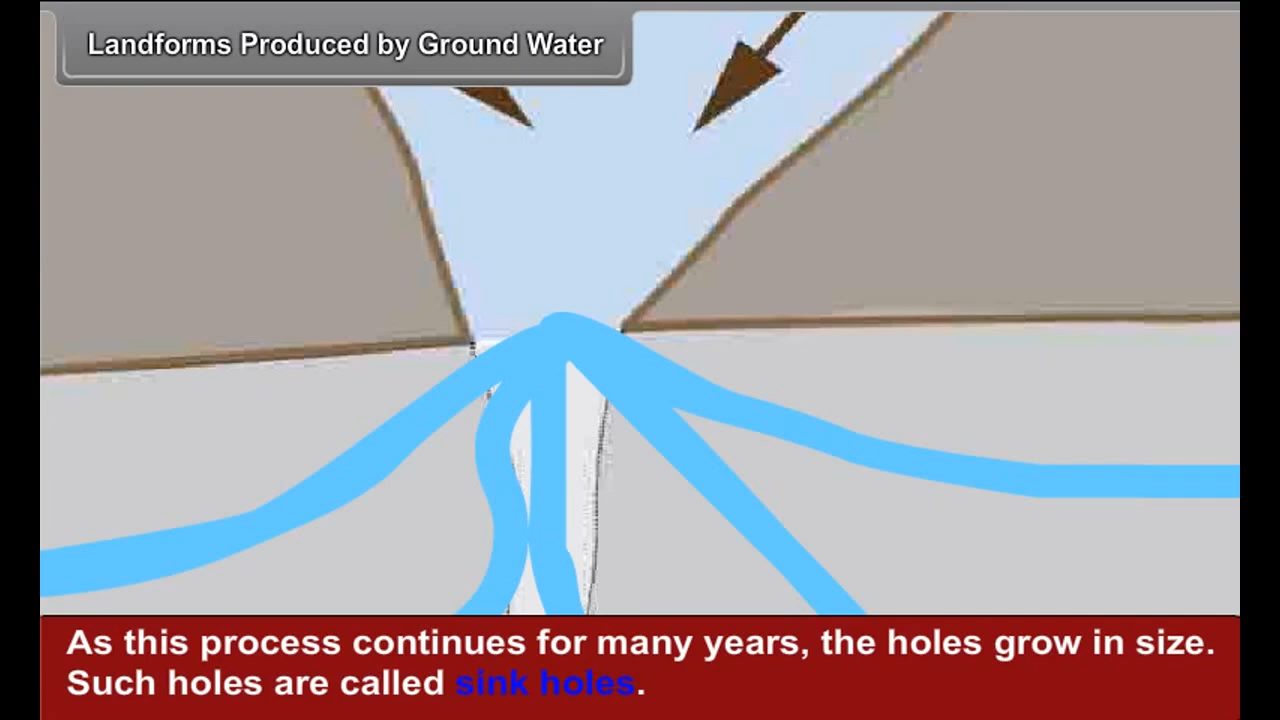 Landforms Produced by Ground Water
As this process continues for many years, the holes grow in size.
Such holes are called sink holes.